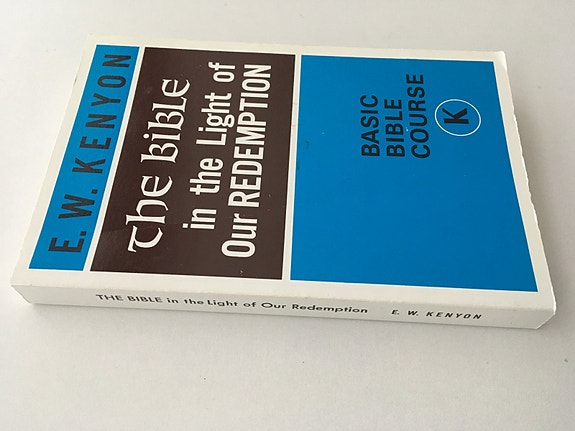 E. W. KENYON
The BiBLE
in the Light of
Our REDEMPTION
BASIC
BIBLE
COURSE
K
THE BIBLE in the Light of Our Redemption E. W. KENYON